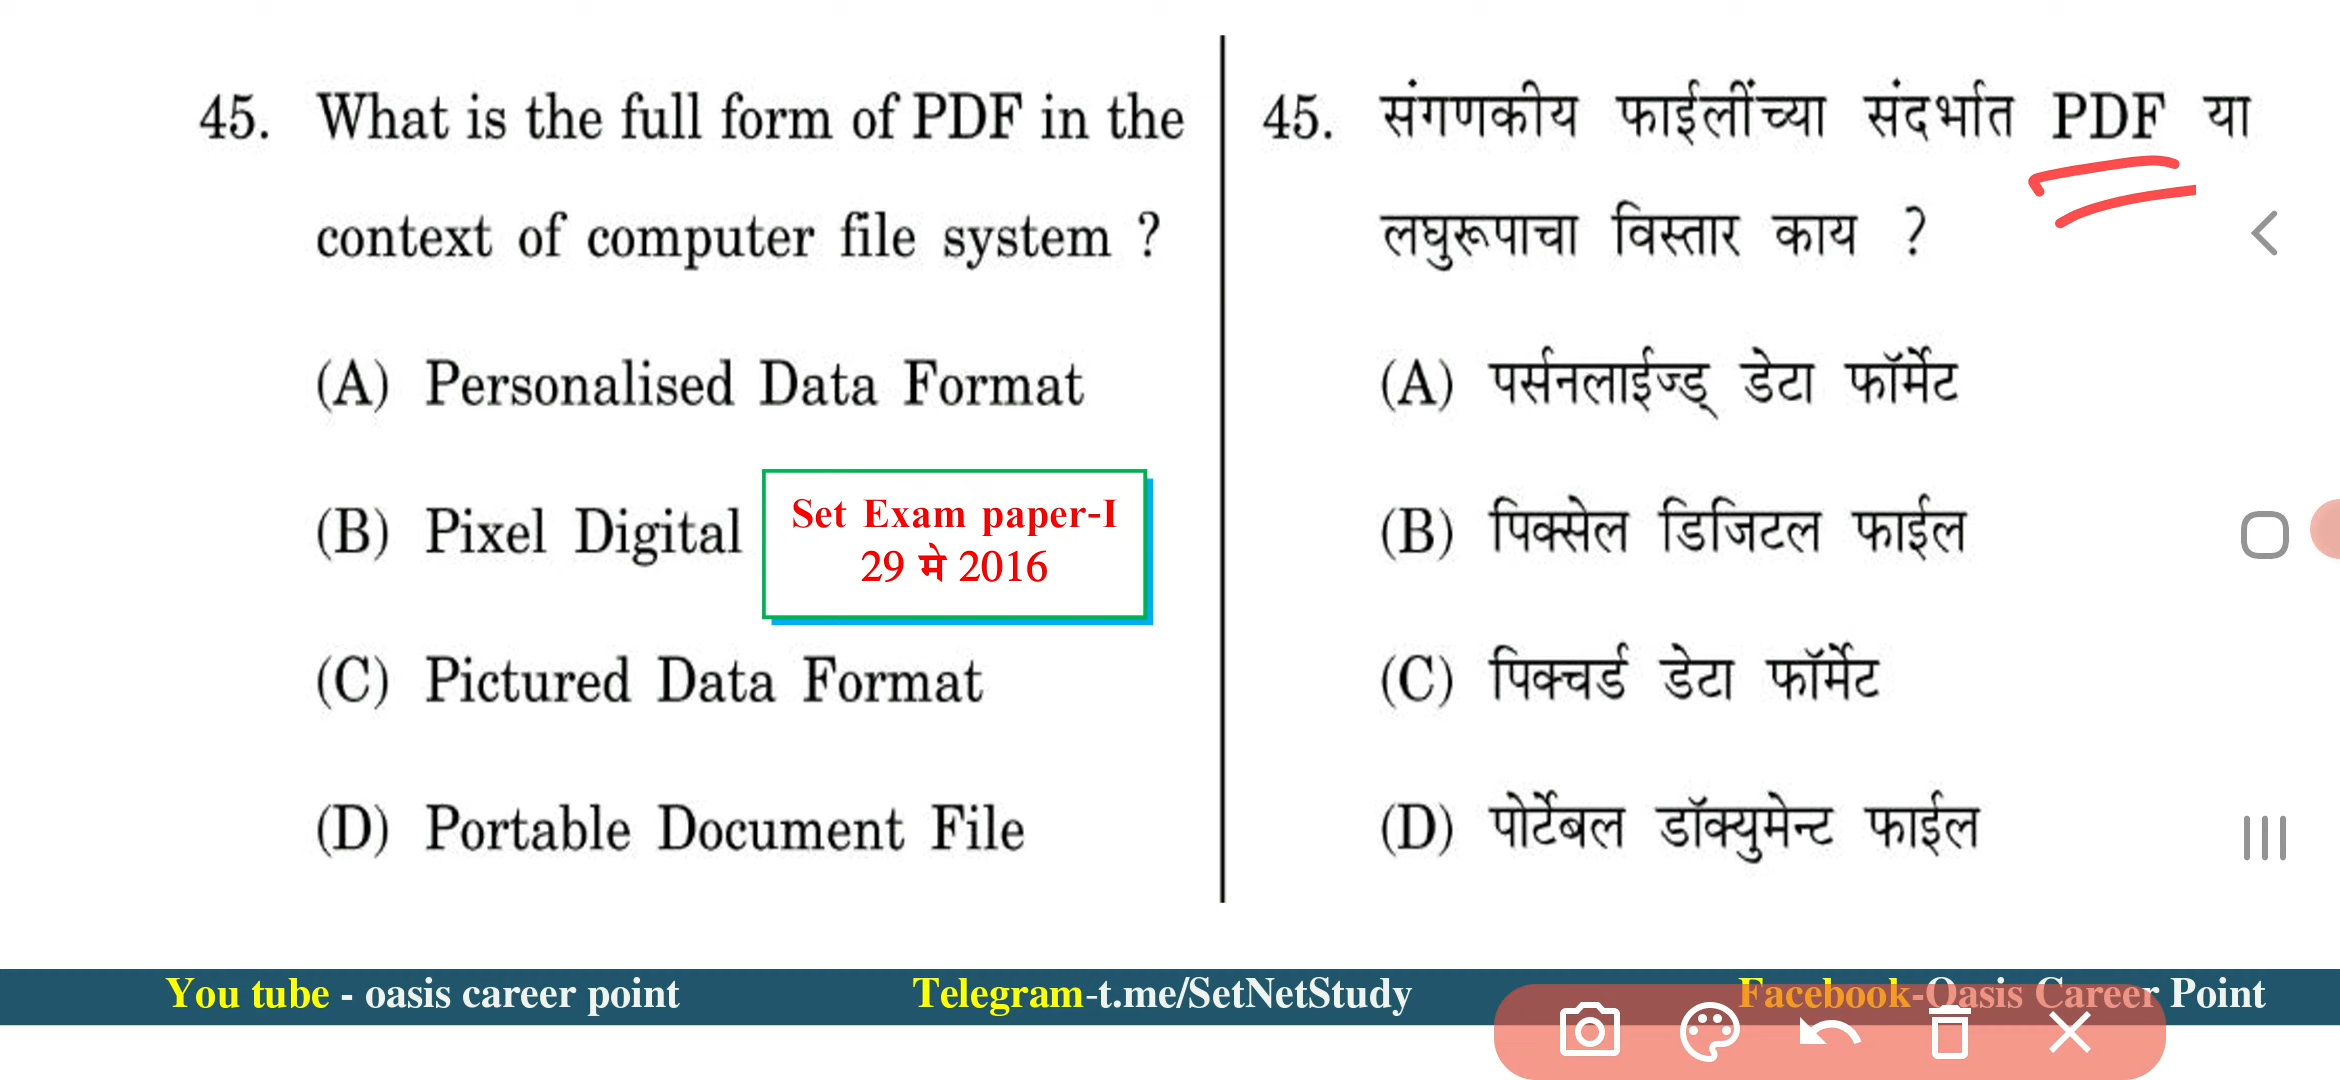 45. What is the full form of PDF in the
context of computer file system ?
(A) Personalised Data Format
(B) Pixel Digital
(C) Pictured Data Format
(D) Portable Document File
Set Exam paper-I
29 मे 2016
45. संगणकीय फाईलींच्या संदर्भात PDF या
लघुरूपाचा विस्तार काय ?
(A) पर्सनलाईज्ड् डेटा फॉर्मेट
(B) पिक्सेल डिजिटल फाईल
(C) पिक्चर्ड डेटा फॉर्मेट
(D) पोर्टेबल डॉक्युमेन्ट फाईल
You tube - oasis career point
Telegram-t.me/SetNetStudy
Facebook-Oasis Career Point